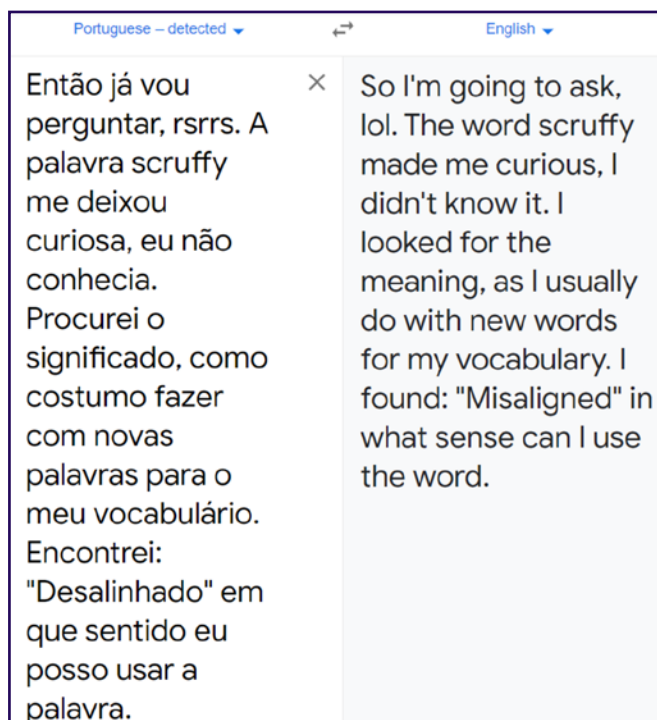 Portuguese – detected
English
Então já vou
perguntar, rsrrs. A
palavra scruffy
me deixou
curiosa, eu não
conhecia.
Procurei o
significado, como
costumo fazer
com novas
palavras para o
meu vocabulário.
Encontrei:
"Desalinhado" em
que sentido eu
posso usar a
palavra.
So I'm going to ask,
lol. The word scruffy
made me curious, I
didn't know it. I
looked for the
meaning, as I usually
do with new words
for my vocabulary. I
found: "Misaligned" in
what sense can I use
the word.